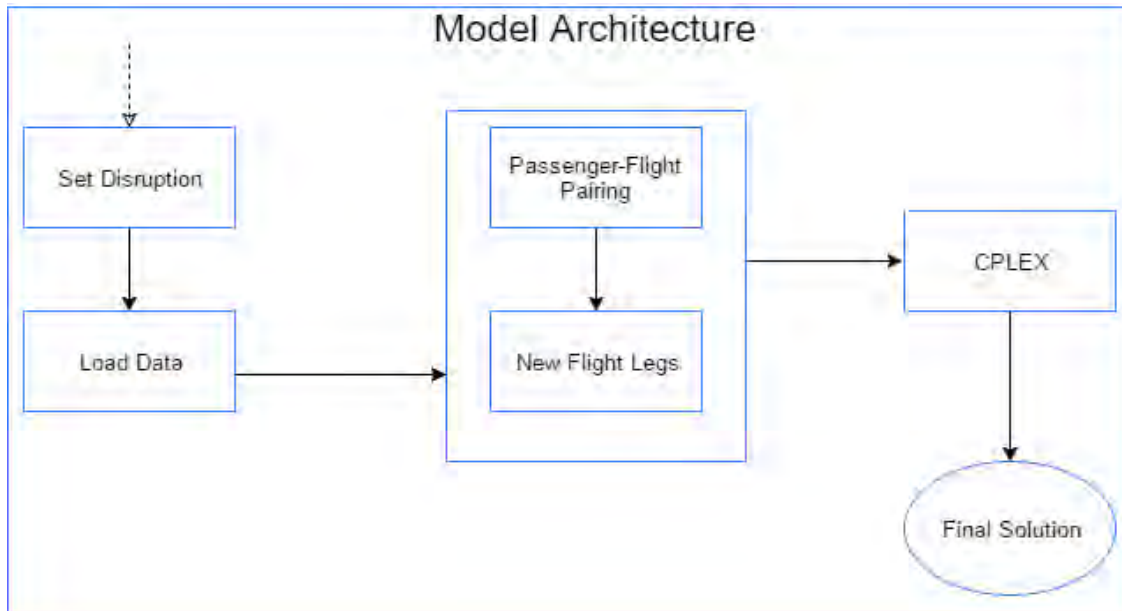 Model Architecture
Set Disruption
Load Data
Passenger-Flight
Pairing
New Flight Legs
CPLEX
Final Solution